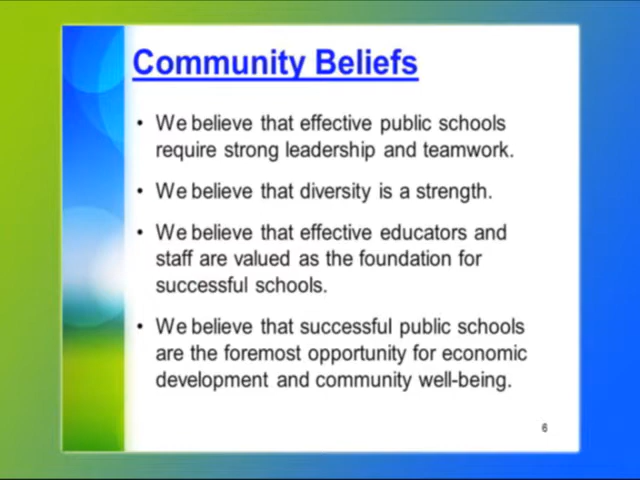 Community Beliefs
• We believe that effective public schools
require strong leadership and teamwork.
• We believe that diversity is a strength.
• We believe that effective educators and
staff are valued as the foundation for
successful schools.
• We believe that successful public schools
are the foremost opportunity for economic
development and community well-being.
6